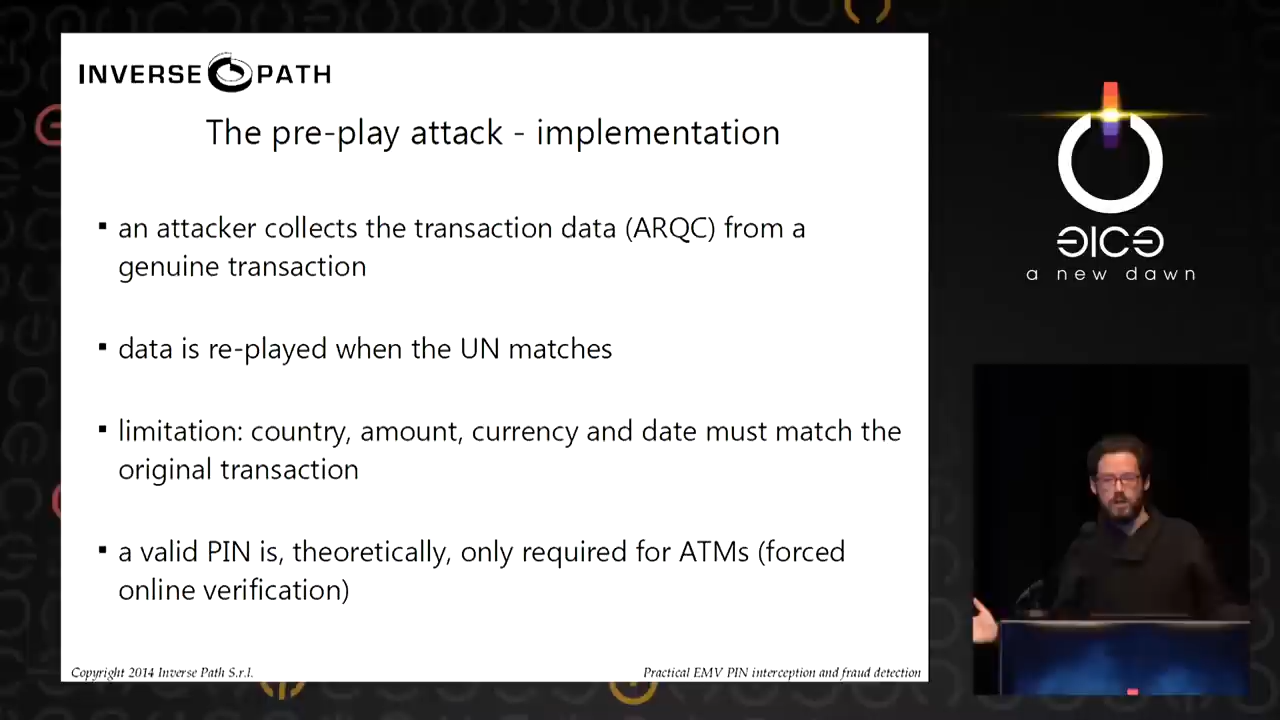 INVERSE PATH
The pre-play attack - implementation
▪ an attacker collects the transaction data (ARQC) from a
genuine transaction
▪ data is re-played when the UN matches
▪ limitation: country, amount, currency and date must match the
original transaction
▪ a valid PIN is, theoretically, only required for ATMs (forced
online verification)
Copyright 2014 Inverse Path S.r.l.
Practical EMV PIN interception and fraud detection
a new dawn